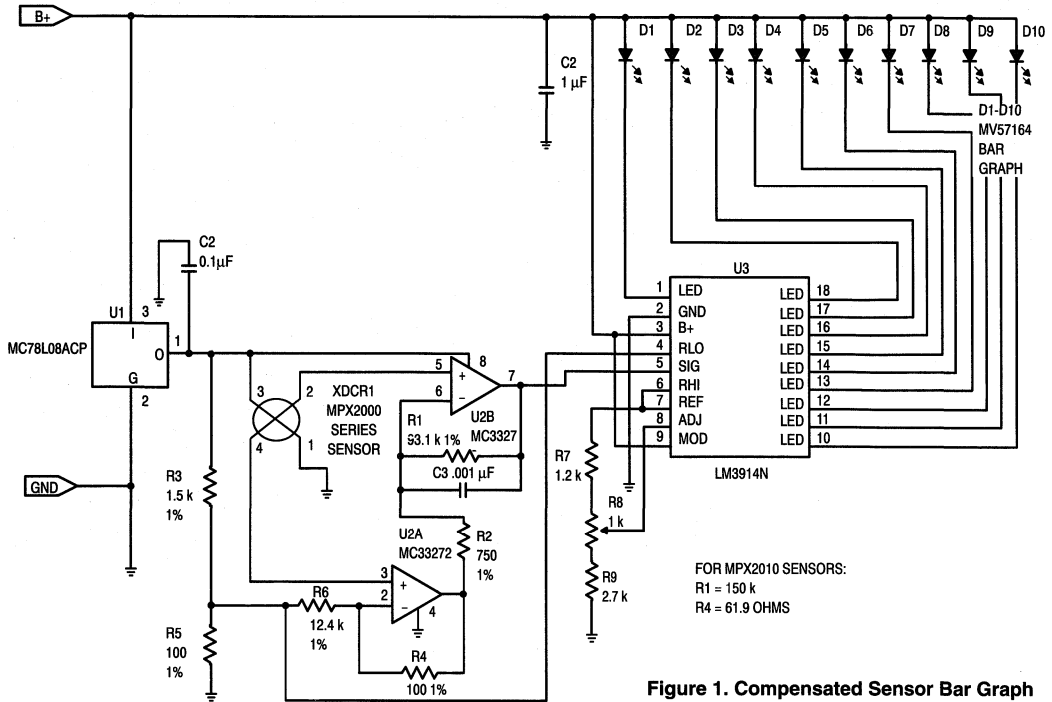 B+
D1
D2
D3
D4
D5
D6
D7
D8
D9
D10
C2
1 µF
D1-D10
MV57164
BAR
GRAPH
C2
0.1µF
U1
3
I
MC78L08ACP
O
1
G
2
GND
3
2
4
1
XDCR1
MPX2000
SERIES
SENSOR
5
+
6
−
8
7
U2B
MC3327
R1
93.1 k 1%
C3 .001 µF
R3
1.5 k
1%
R5
100
1%
U2A
MC33272
3
+
2
−
4
R2
750
1%
R6
12.4 k
1%
R4
100 1%
U3
1 LED
2 GND
3 B+
4 RLO
5 SIG
6 RHI
7 REF
8 ADJ
9 MOD
LED 18
LED 17
LED 16
LED 15
LED 14
LED 13
LED 12
LED 11
LED 10
LM3914N
R7
1.2 k
R8
1 k
R9
2.7 k
FOR MPX2010 SENSORS:
R1 = 150 k
R4 = 61.9 OHMS
Figure 1. Compensated Sensor Bar Graph